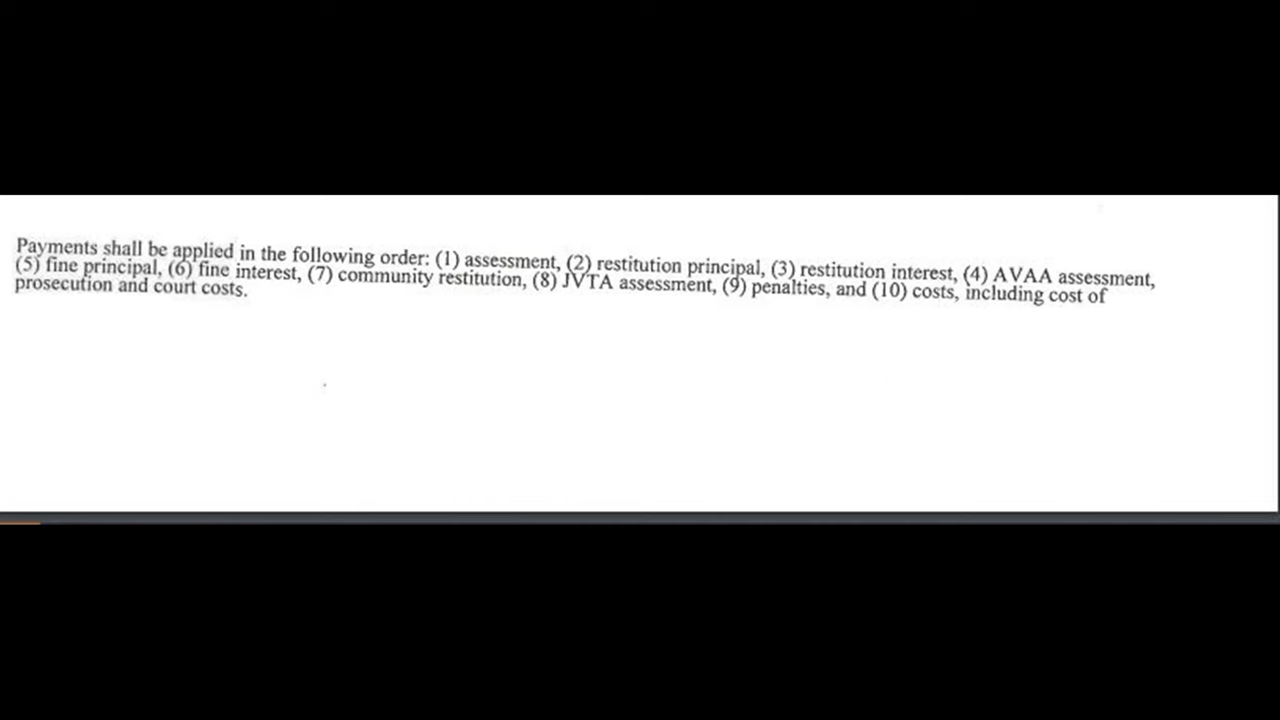 Payments shall be applied in the following order: (1) assessment, (2) restitution principal, (3) restitution interest, (4) AVAA assessment,
(5) fine principal, (6) fine interest, (7) community restitution, (8) JVTA assessment, (9) penalties, and (10) costs, including cost of
prosecution and court costs.